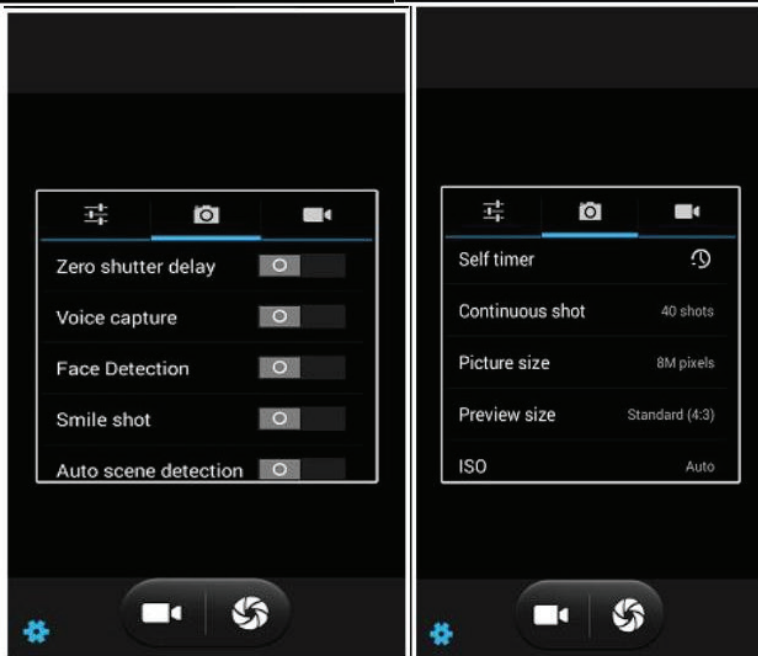 Zero shutter delay
Voice capture
Face Detection
Smile shot
Auto scene detection
Self timer
Continuous shot 40 shots
Picture size 8M pixels
Preview size Standard (4:3)
ISO Auto